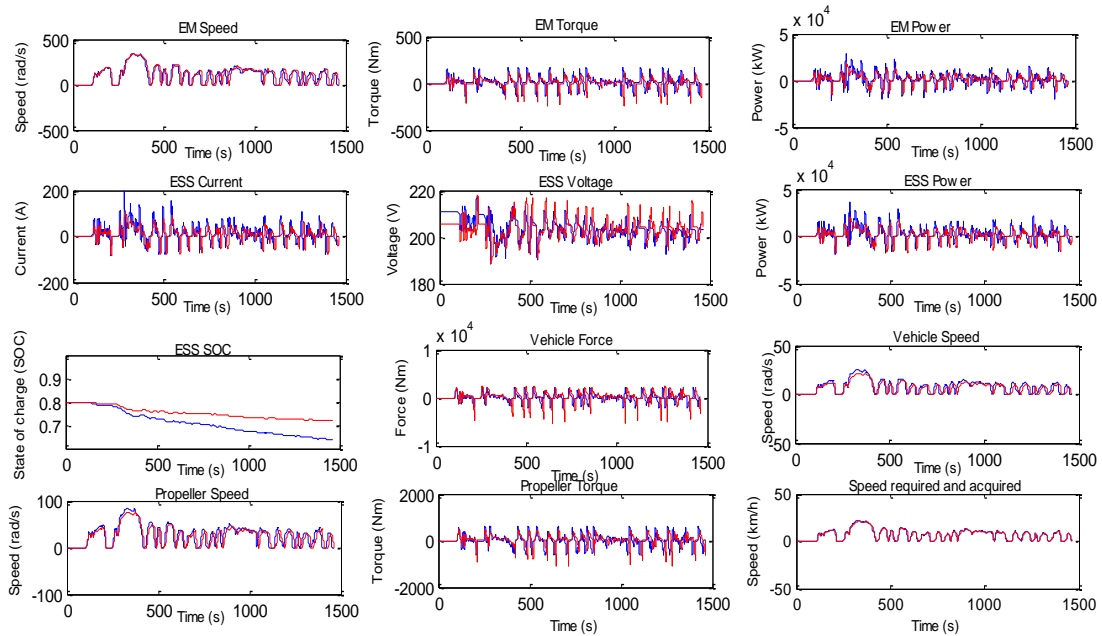 EM Speed
Speed (rad/s)
500
0
-500
0 500 1000 1500
Time (s)
EM Torque
Torque (Nm)
500
0
-500
0 500 1000 1500
Time (s)
EM Power
x 10^4
Power (kW)
5
0
-5
0 500 1000 1500
Time (s)
ESS Current
Current (A)
200
0
-200
0 500 1000 1500
Time (s)
ESS Voltage
Voltage (V)
220
200
180
0 500 1000 1500
Time (s)
ESS Power
x 10^4
Power (kW)
5
0
-5
0 500 1000 1500
Time (s)
ESS SOC
State of charge (SOC)
0.9
0.8
0.7
0 500 1000 1500
Time (s)
Vehicle Force
x 10^4
Force (Nm)
1
0
-1
0 500 1000 1500
Time (s)
Vehicle Speed
Speed (rad/s)
50
0
-50
0 500 1000 1500
Time (s)
Propeller Speed
Speed (rad/s)
100
0
-100
0 500 1000 1500
Time (s)
Propeller Torque
Torque (Nm)
2000
0
-2000
0 500 1000 1500
Time (s)
Speed required and acquired
Speed (km/h)
50
0
-50
0 500 1000 1500
Time (s)